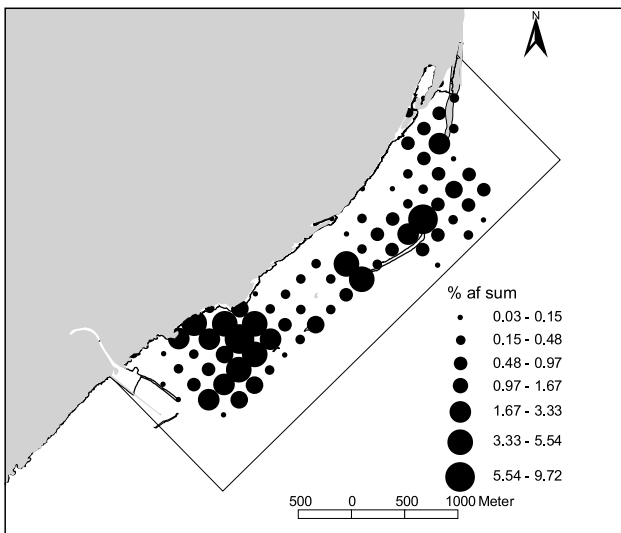 N
% af sum
0.03 - 0.15
0.15 - 0.48
0.48 - 0.97
0.97 - 1.67
1.67 - 3.33
3.33 - 5.54
5.54 - 9.72
500 0 500 1000 Meter